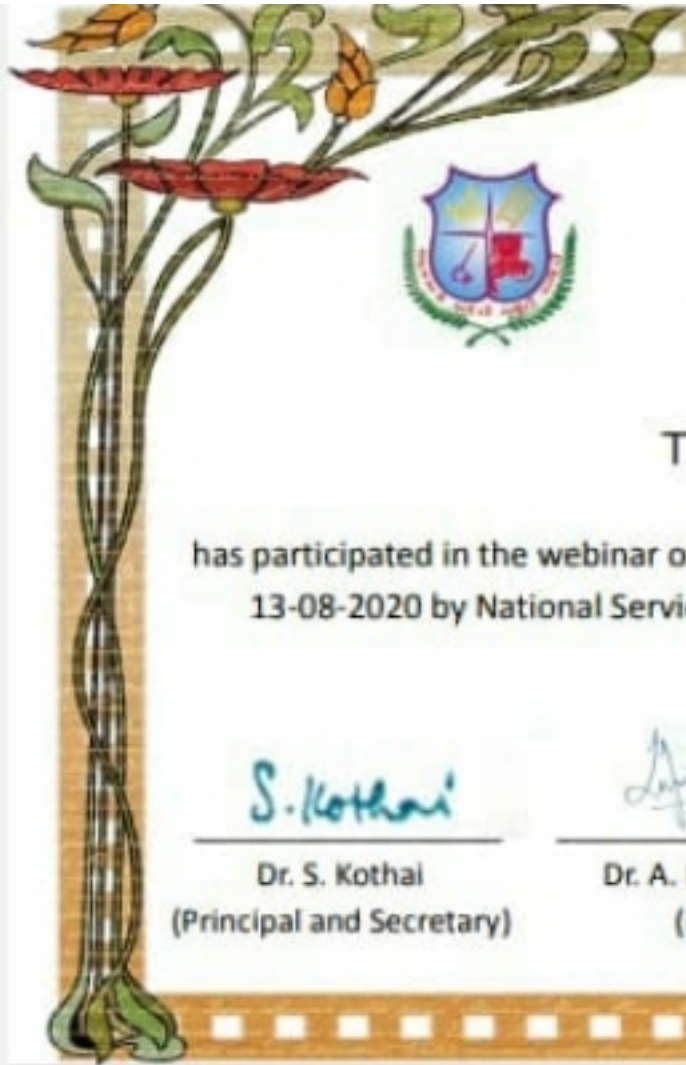 T
has participated in the webinar o
13-08-2020 by National Servi
S. Kothai
Dr. S. Kothai
Dr. A.
(Principal and Secretary)
(